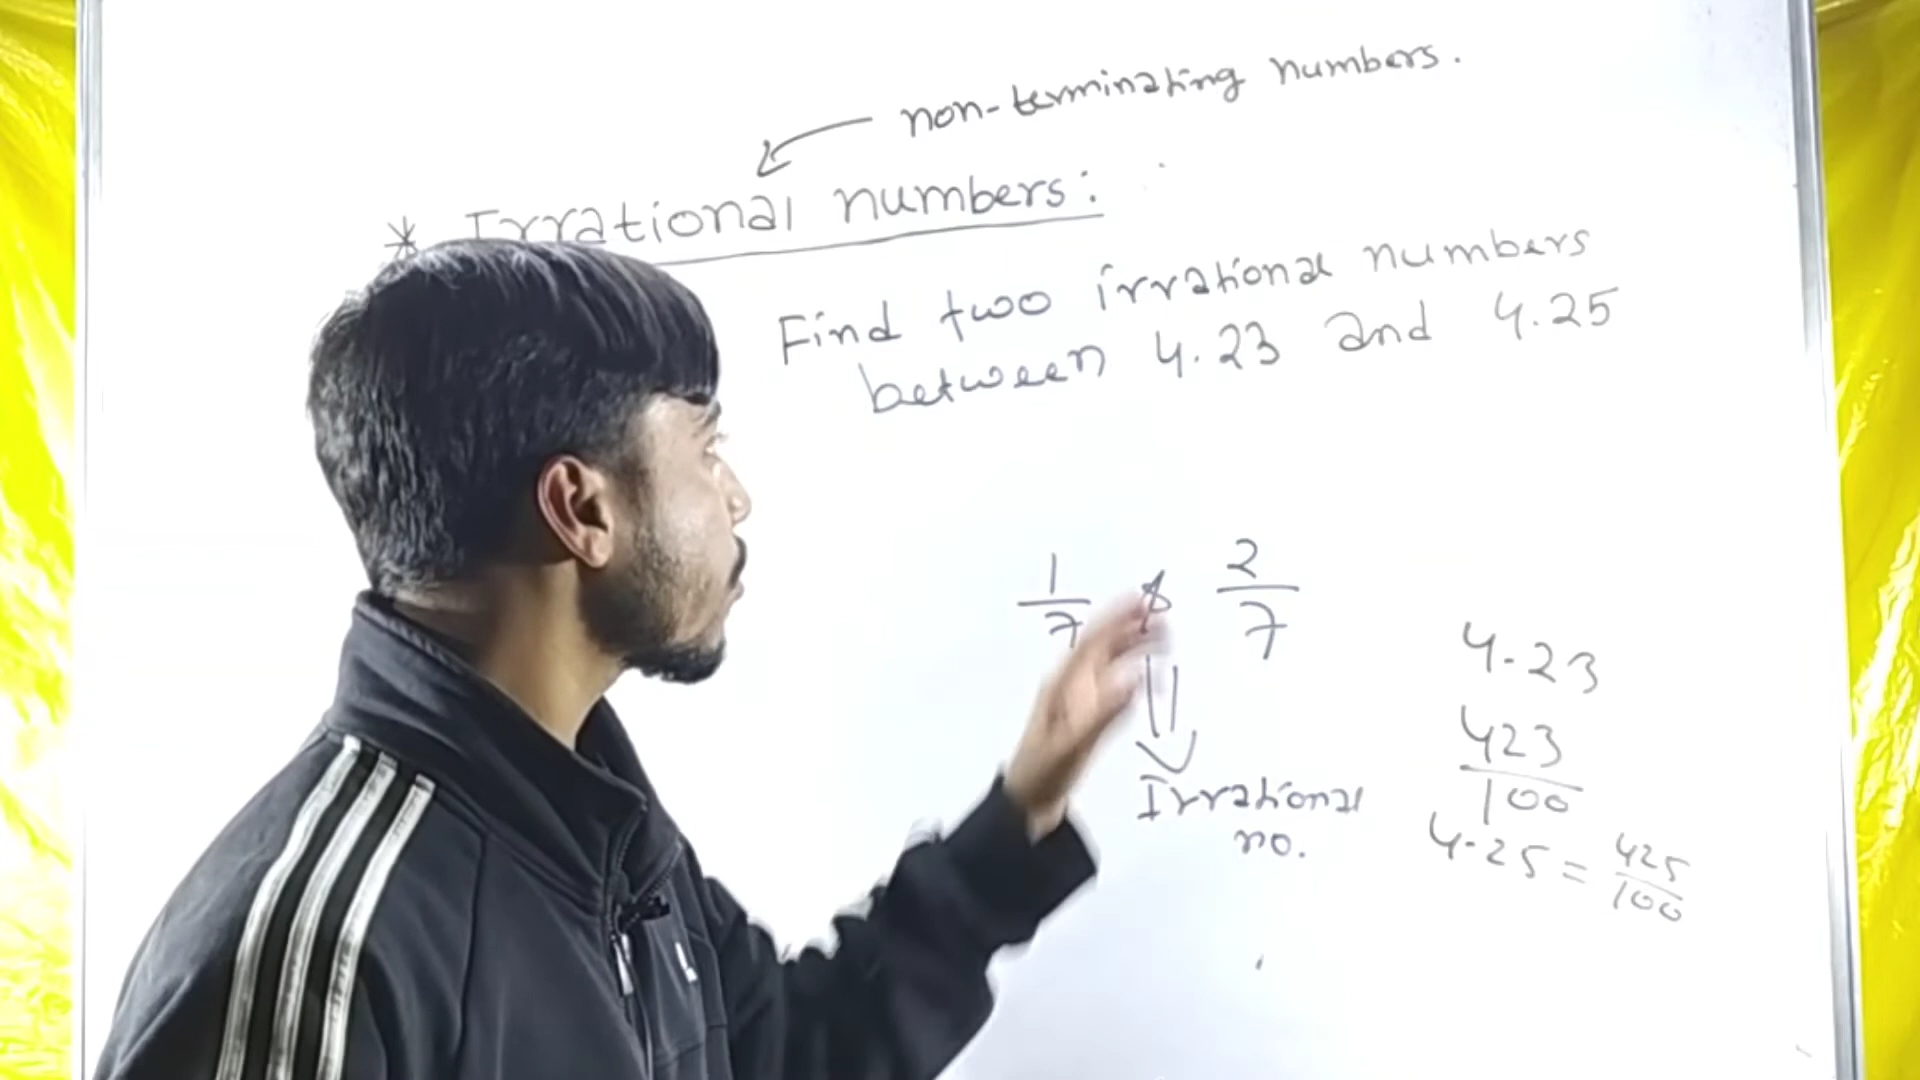 non-terminating numbers.
* Irrational numbers:
Find two irrational numbers
between 4.23 and 4.25
1/7 & 2/7
Irrational
no.
4.23
423/100
4.25 = 425/100